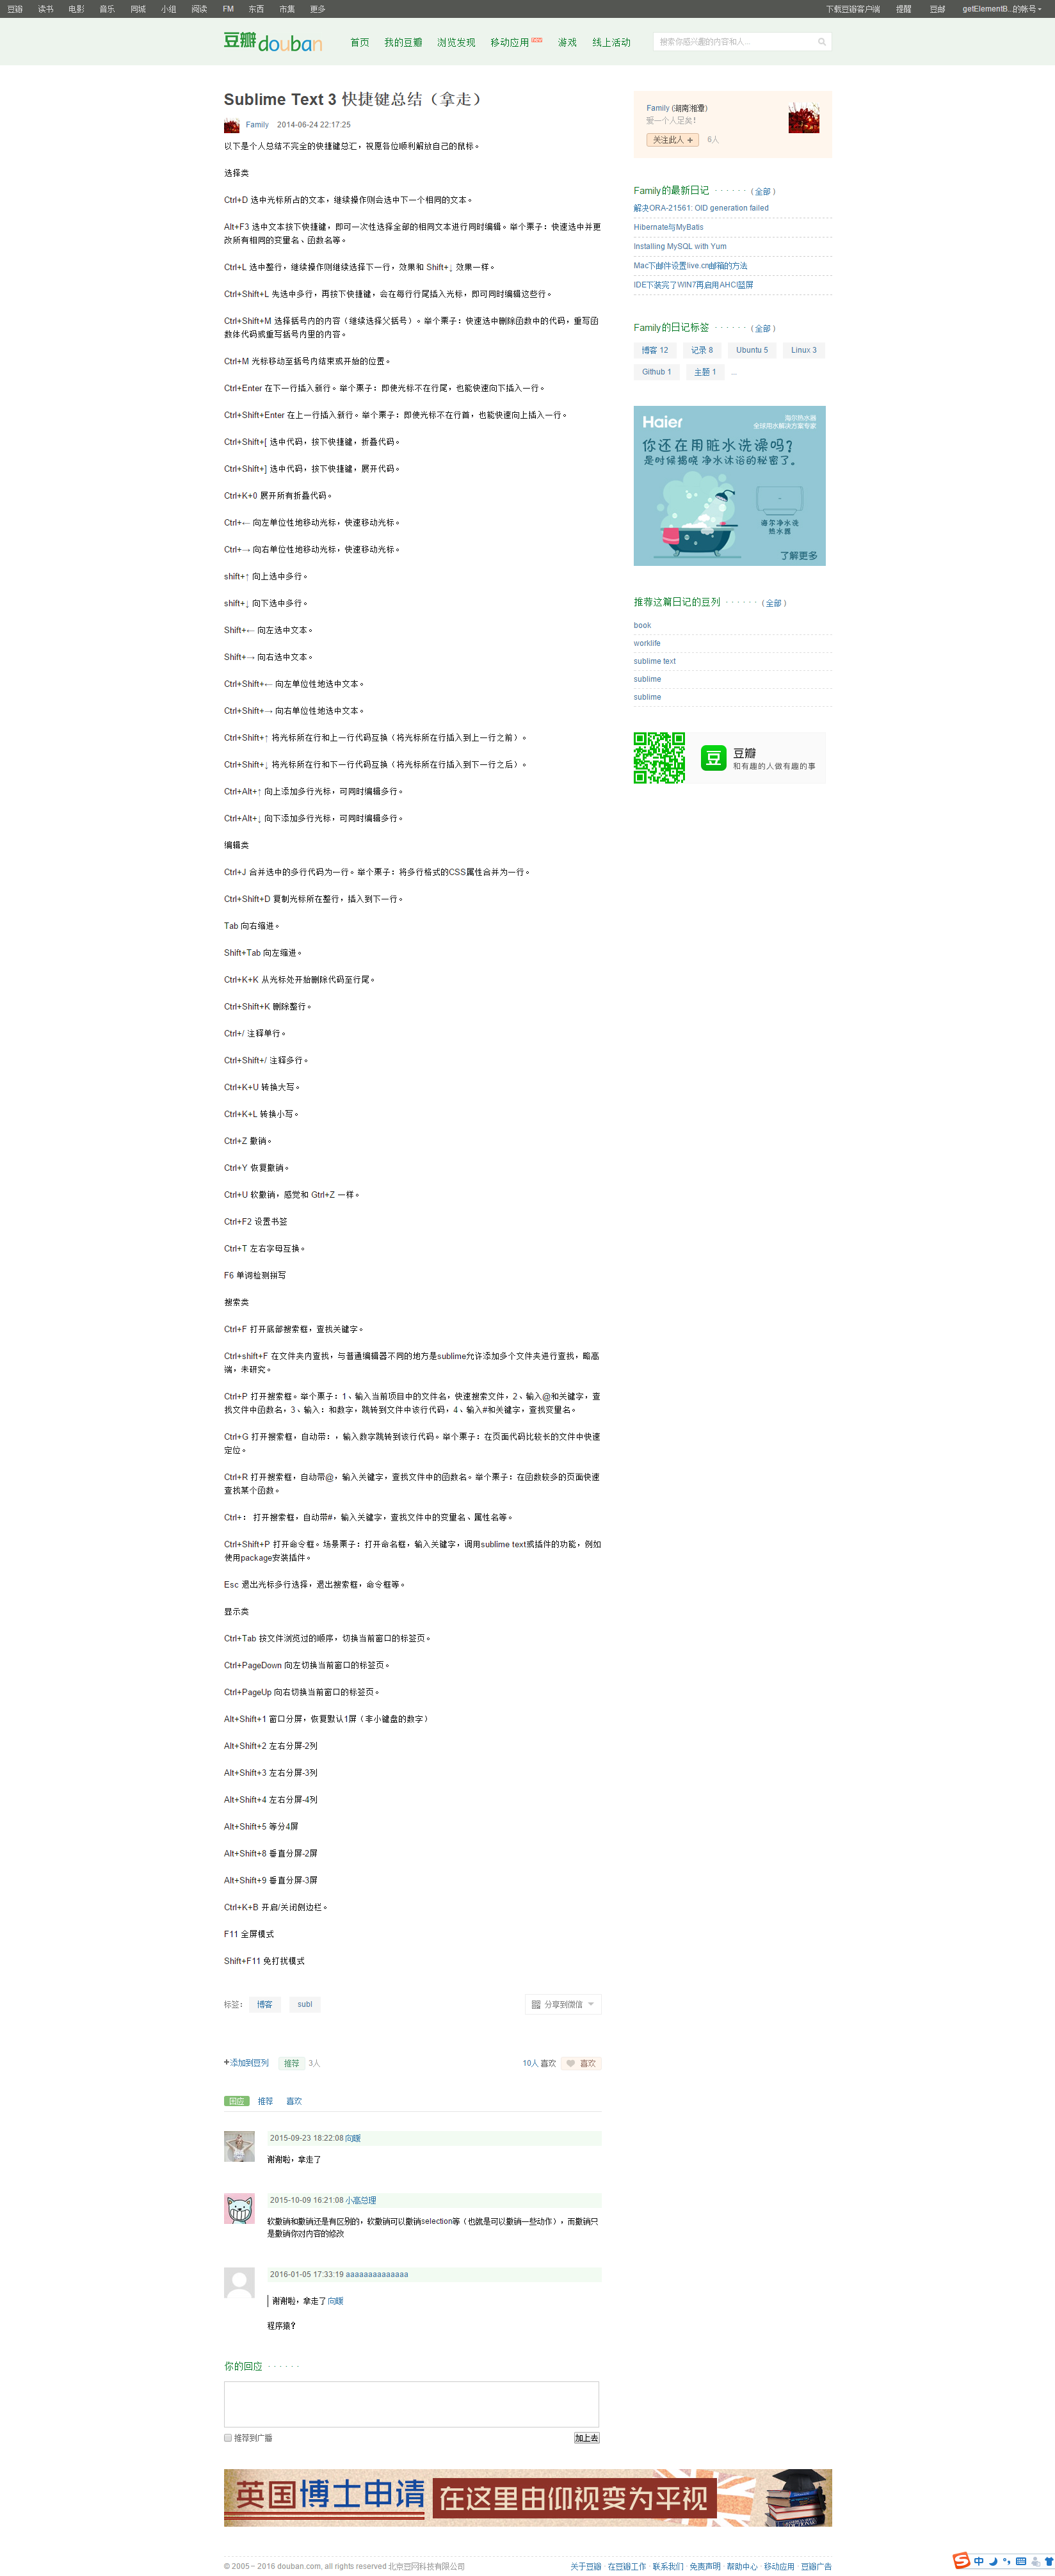 豆瓣 读书 电影 音乐 同城 小组 阅读 FM 东西 市集 更多 下载豆瓣客户端 提醒 豆邮 getElementB...的帐号
豆瓣douban 首页 我的豆瓣 浏览发现 移动应用 游戏 线上活动 搜索你感兴趣的内容和人...
Sublime Text 3 快捷键总结（拿走）
Family 2014-06-24 22:17:25
以下是个人总结不完全的快捷键总汇，祝愿各位顺利解放自己的鼠标。
选择类
Ctrl+D 选中光标所占的文本，继续操作则会选中下一个相同的文本。
Alt+F3 选中文本按下快捷键，即可一次性选择全部的相同文本进行同时编辑。举个栗子：快速选中并更
改所有相同的变量名、函数名等。
Ctrl+L 选中整行，继续操作则继续选择下一行，效果和 Shift+↓ 效果一样。
Ctrl+Shift+L 先选中多行，再按下快捷键，会在每行行尾插入光标，即可同时编辑这些行。
Ctrl+Shift+M 选择括号内的内容（继续选择父括号）。举个栗子：快速选中删除函数中的代码，重写函
数体代码或重写括号内里的内容。
Ctrl+M 光标移动至括号内结束或开始的位置。
Ctrl+Enter 在下一行插入新行。举个栗子：即使光标不在行尾，也能快速向下插入一行。
Ctrl+Shift+Enter 在上一行插入新行。举个栗子：即使光标不在行首，也能快速向上插入一行。
Ctrl+Shift+[ 选中代码，按下快捷键，折叠代码。
Ctrl+Shift+] 选中代码，按下快捷键，展开代码。
Ctrl+K+0 展开所有折叠代码。
Ctrl+← 向左单位性地移动光标，快速移动光标。
Ctrl+→ 向右单位性地移动光标，快速移动光标。
shift+↑ 向上选中多行。
shift+↓ 向下选中多行。
Shift+← 向左选中文本。
Shift+→ 向右选中文本。
Ctrl+Shift+← 向左单位性地选中文本。
Ctrl+Shift+→ 向右单位性地选中文本。
Ctrl+Shift+↑ 将光标所在行和上一行代码互换（将光标所在行插入到上一行之前）。
Ctrl+Shift+↓ 将光标所在行和下一行代码互换（将光标所在行插入到下一行之后）。
Ctrl+Alt+↑ 向上添加多行光标，可同时编辑多行。
Ctrl+Alt+↓ 向下添加多行光标，可同时编辑多行。
编辑类
Ctrl+J 合并选中的多行代码为一行。举个栗子：将多行格式的CSS属性合并为一行。
Ctrl+Shift+D 复制光标所在整行，插入到下一行。
Tab 向右缩进。
Shift+Tab 向左缩进。
Ctrl+K+K 从光标处开始删除代码至行尾。
Ctrl+Shift+K 删除整行。
Ctrl+/ 注释单行。
Ctrl+Shift+/ 注释多行。
Ctrl+K+U 转换大写。
Ctrl+K+L 转换小写。
Ctrl+Z 撤销。
Ctrl+Y 恢复撤销。
Ctrl+U 软撤销，感觉和 Gtrl+Z 一样。
Ctrl+F2 设置书签
Ctrl+T 左右字母互换。
F6 单词检测拼写
搜索类
Ctrl+F 打开底部搜索框，查找关键字。
Ctrl+shift+F 在文件夹内查找，与普通编辑器不同的地方是sublime允许添加多个文件夹进行查找，略高
端，未研究。
Ctrl+P 打开搜索框。举个栗子：1、输入当前项目中的文件名，快速搜索文件，2、输入@和关键字，查
找文件中函数名，3、输入：和数字，跳转到文件中该行代码，4、输入#和关键字，查找变量名。
Ctrl+G 打开搜索框，自动带：，输入数字跳转到该行代码。举个栗子：在页面代码比较长的文件中快速
定位。
Ctrl+R 打开搜索框，自动带@，输入关键字，查找文件中的函数名。举个栗子：在函数较多的页面快速
查找某个函数。
Ctrl+： 打开搜索框，自动带#，输入关键字，查找文件中的变量名、属性名等。
Ctrl+Shift+P 打开命令框。场景栗子：打开命名框，输入关键字，调用sublime text或插件的功能，例如
使用package安装插件。
Esc 退出光标多行选择，退出搜索框，命令框等。
显示类
Ctrl+Tab 按文件浏览过的顺序，切换当前窗口的标签页。
Ctrl+PageDown 向左切换当前窗口的标签页。
Ctrl+PageUp 向右切换当前窗口的标签页。
Alt+Shift+1 窗口分屏，恢复默认1屏（非小键盘的数字）
Alt+Shift+2 左右分屏-2列
Alt+Shift+3 左右分屏-3列
Alt+Shift+4 左右分屏-4列
Alt+Shift+5 等分4屏
Alt+Shift+8 垂直分屏-2屏
Alt+Shift+9 垂直分屏-3屏
Ctrl+K+B 开启/关闭侧边栏。
F11 全屏模式
Shift+F11 免打扰模式
标签： 博客 subl 分享到微信
+添加到豆列 推荐 3人 10人 喜欢 喜欢
回应 推荐 喜欢
2015-09-23 18:22:08 向暖
谢谢啦，拿走了
2015-10-09 16:21:08 小高总理
软撤销和撤销还是有区别的，软撤销可以撤销selection等（也就是可以撤销一些动作），而撤销只
是撤销你对内容的修改
2016-01-05 17:33:19 aaaaaaaaaaaaaa
谢谢啦，拿走了 向暖
程序猿？
你的回应 · · · · · ·
推荐到广播 加上去
Family (湖南湘潭)
爱一个人足矣！
关注此人 + 6人
Family的最新日记 · · · · · · ( 全部 )
解决ORA-21561: OID generation failed
Hibernate与MyBatis
Installing MySQL with Yum
Mac下邮件设置live.cn邮箱的方法
IDE下装完了WIN7再启用AHCI蓝屏
Family的日记标签 · · · · · · ( 全部 )
博客 12 记录 8 Ubuntu 5 Linux 3
Github 1 主题 1 ...
Haier 海尔热水器
全球用水解决方案专家
你还在用脏水洗澡吗?
是时候揭晓 净水沐浴的秘密了。
海尔净水洗
热水器
了解更多
推荐这篇日记的豆列 · · · · · · ( 全部 )
book
worklife
sublime text
sublime
sublime
豆 豆瓣
和有趣的人做有趣的事
英国博士申请 在这里由仰视变为平视
© 2005－2016 douban.com, all rights reserved 北京豆网科技有限公司 关于豆瓣 · 在豆瓣工作 · 联系我们 · 免责声明 · 帮助中心 · 移动应用 · 豆瓣广告
中